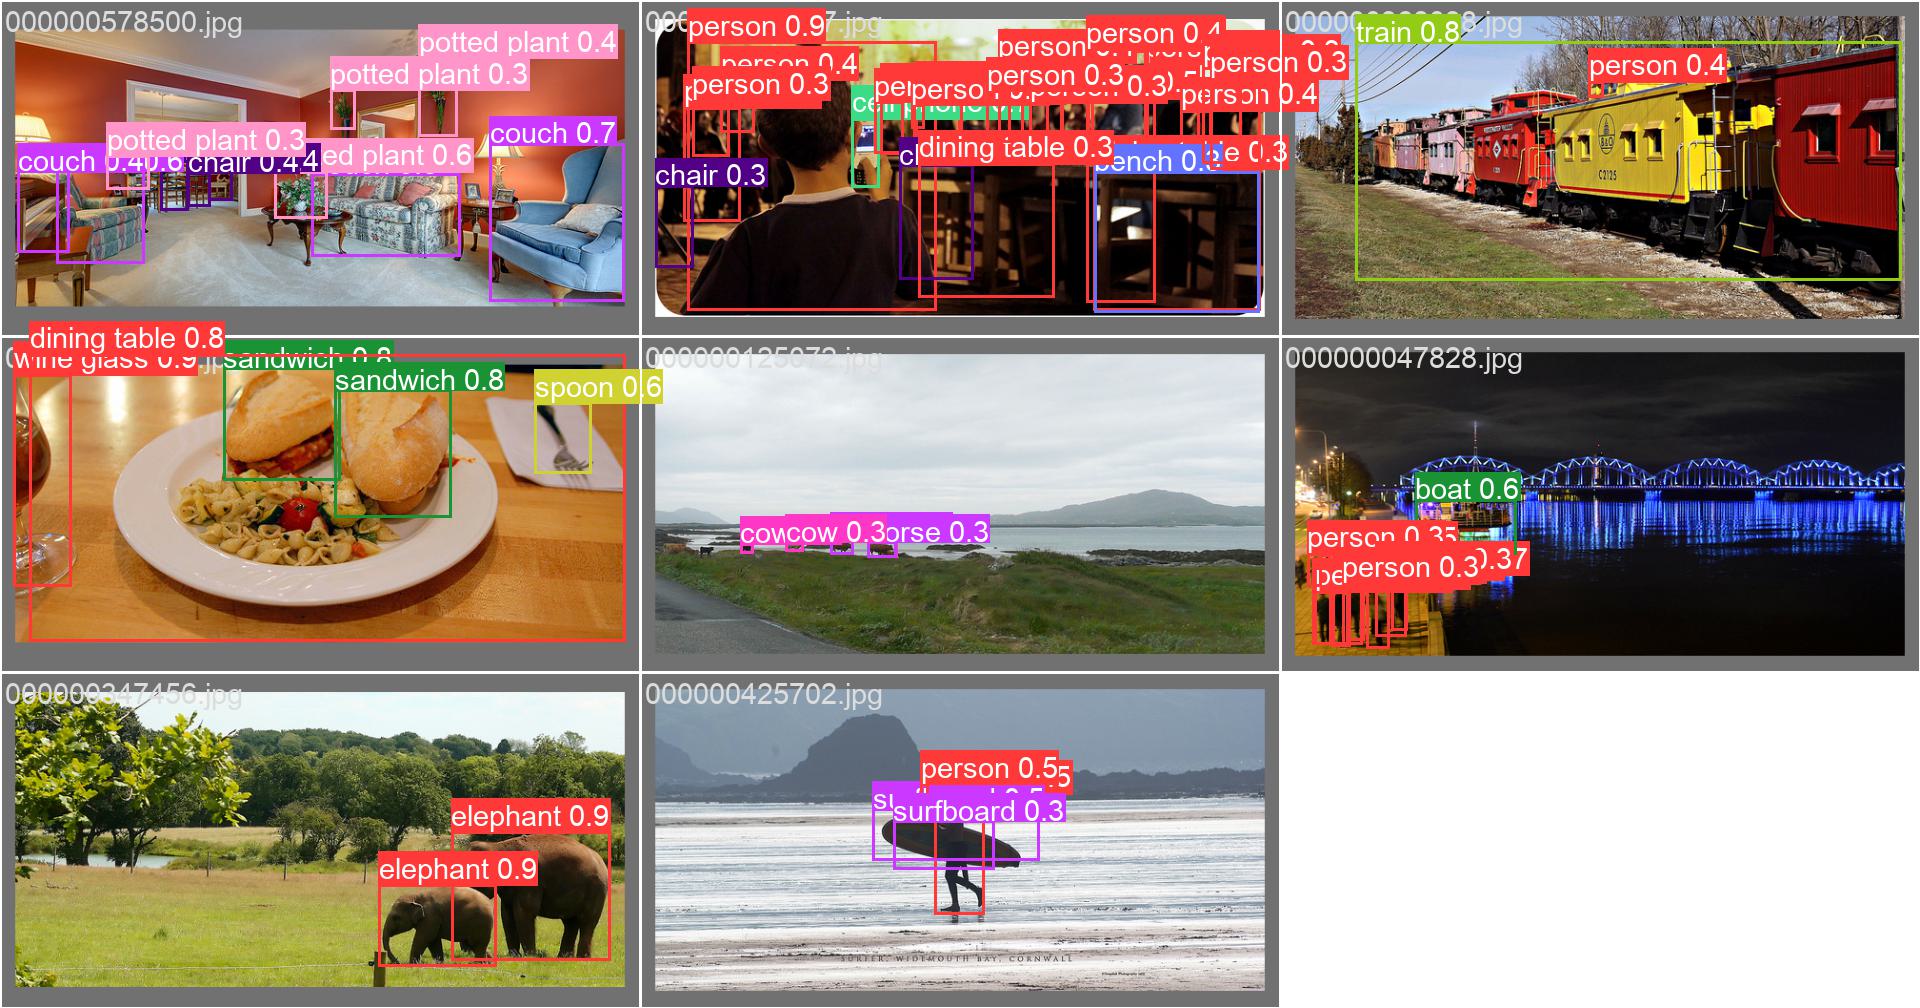 000000578500.jpg
potted plant 0.4
potted plant 0.3
potted plant 0.3
couch 0.7
couch 0.4
0.6
chair 0.4
4
ed plant 0.6
person 0.9
7.jpg
person 0.4
person 0.3
person 0.4
person
person 0.3
person 0.3
person 0.4
0.3
dining table 0.3
chair 0.3
bench 0.3
le 0.3
8.jpg
train 0.8
person 0.4
C2125
dining table 0.8
wine glass 0.9
sandwich 0.8
sandwich 0.8
spoon 0.6
000000125072.jpg
cow
cow 0.3
orse 0.3
000000047828.jpg
boat 0.6
person 0.35
0.37
pe
person 0.3
000000347456.jpg
elephant 0.9
elephant 0.9
000000425702.jpg
person 0.5
5
surfboard 0.3
SURFER, WIDEMOUTH BAY, CORNWALL